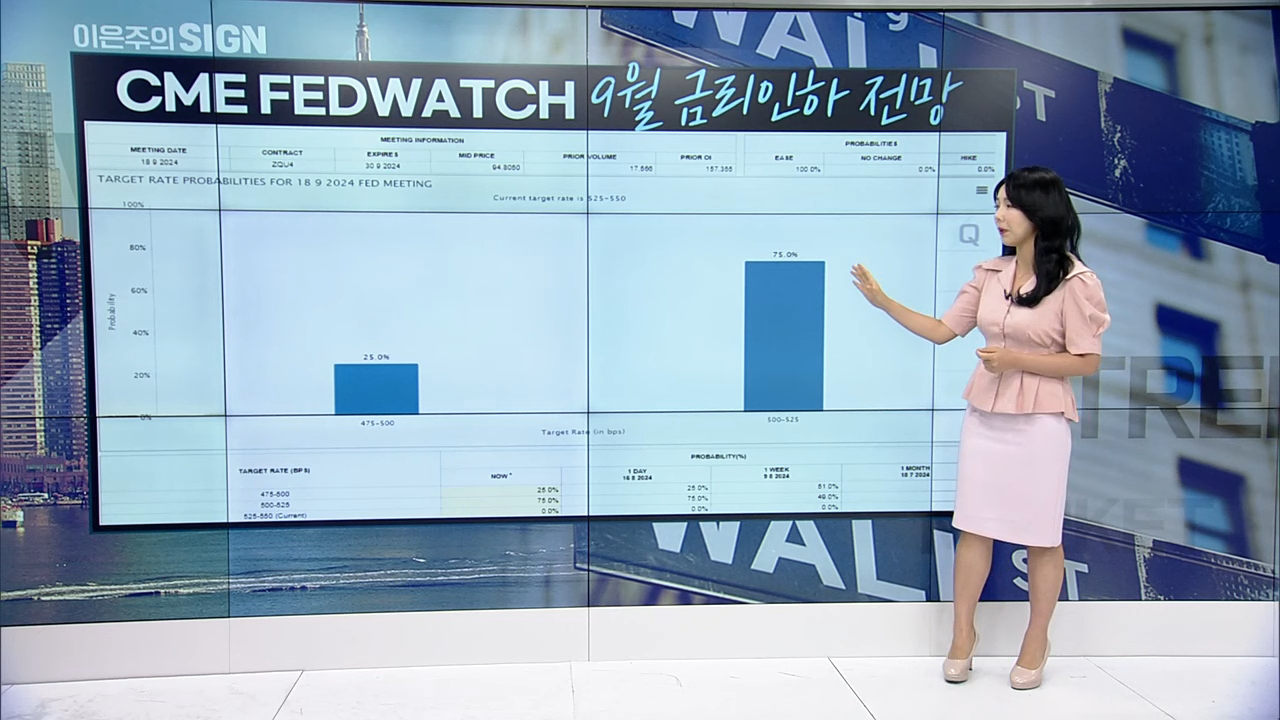 이은주의 SIGN
CME FEDWATCH 9월 금리인하 전망
MEETING INFORMATION
PROBABILITIES
MEETING DATE CONTRACT EXPIRES MID PRICE PRIOR VOLUME PRIOR OI EASE NO CHANGE HIKE
18 9 2024 ZQU4 30 9 2024 94.8050 17,566 157,355 100.0% 0.0% 0.0%
TARGET RATE PROBABILITIES FOR 18 9 2024 FED MEETING
Current target rate is 525-550
100%
80%
60%
40%
20%
0%
Probability
25.0%
75.0%
Q
475-500
500-525
Target Rate (in bps)
TARGET RATE (BPS)
PROBABILITY(%)
NOW *
1 DAY
16 8 2024
1 WEEK
9 8 2024
1 MONTH
16 7 2024
475-500 25.0% 25.0% 51.0%
500-525 75.0% 75.0% 49.0%
525-550 (Current) 0.0% 0.0% 0.0%
WALL
ST
TRE
KET
WALL
ST